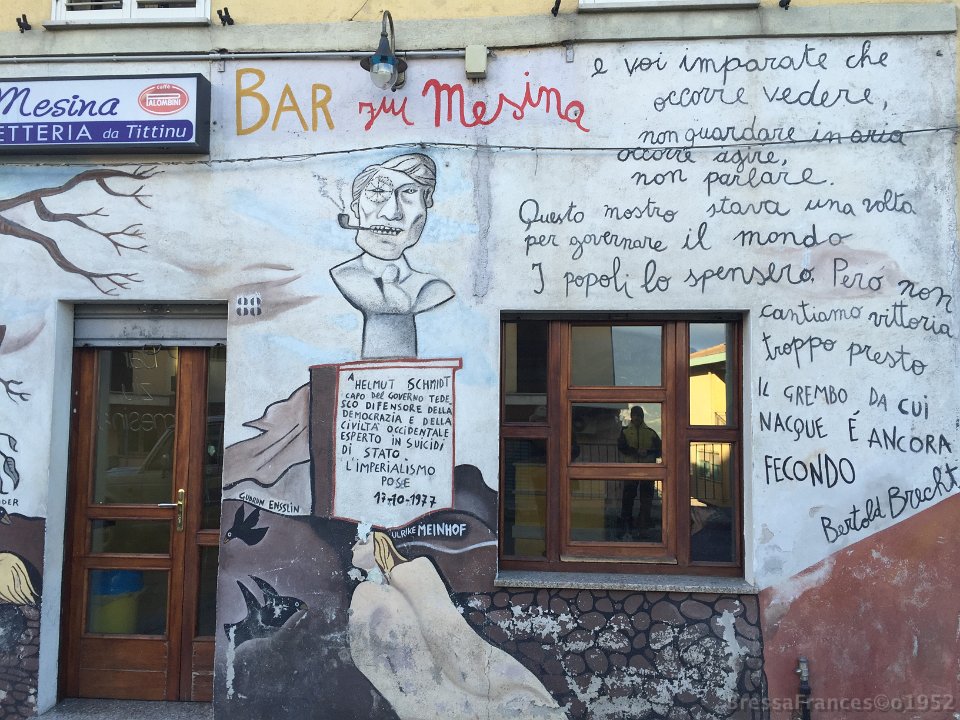 Mesina
caffè
PALOMBINI
ETTERIA da Tittinu
BAR ziu Mesina
e voi imparate che
occorre vedere,
non guardare in aria
occorre agire,
non parlare.
Questo mostro stava una volta
per governare il mondo
I popoli lo spensero. Però non
cantiamo vittoria
troppo presto
IL GREMBO DA CUI
NACQUE É ANCORA
FECONDO
Bertold Brecht
88
A HELMUT SCHMIDT
CAPO DEL GOVERNO TEDE
SCO DIFENSORE DELLA
DEMOCRAZIA E DELLA
CIVILTÀ OCCIDENTALE
ESPERTO IN SUICIDI
DI STATO.
L'IMPERIALISMO
POSE
17-10-1977
GUDRUN ENSSLIN
ULRIKE MEINHOF
DER
BressaFrances©o1952